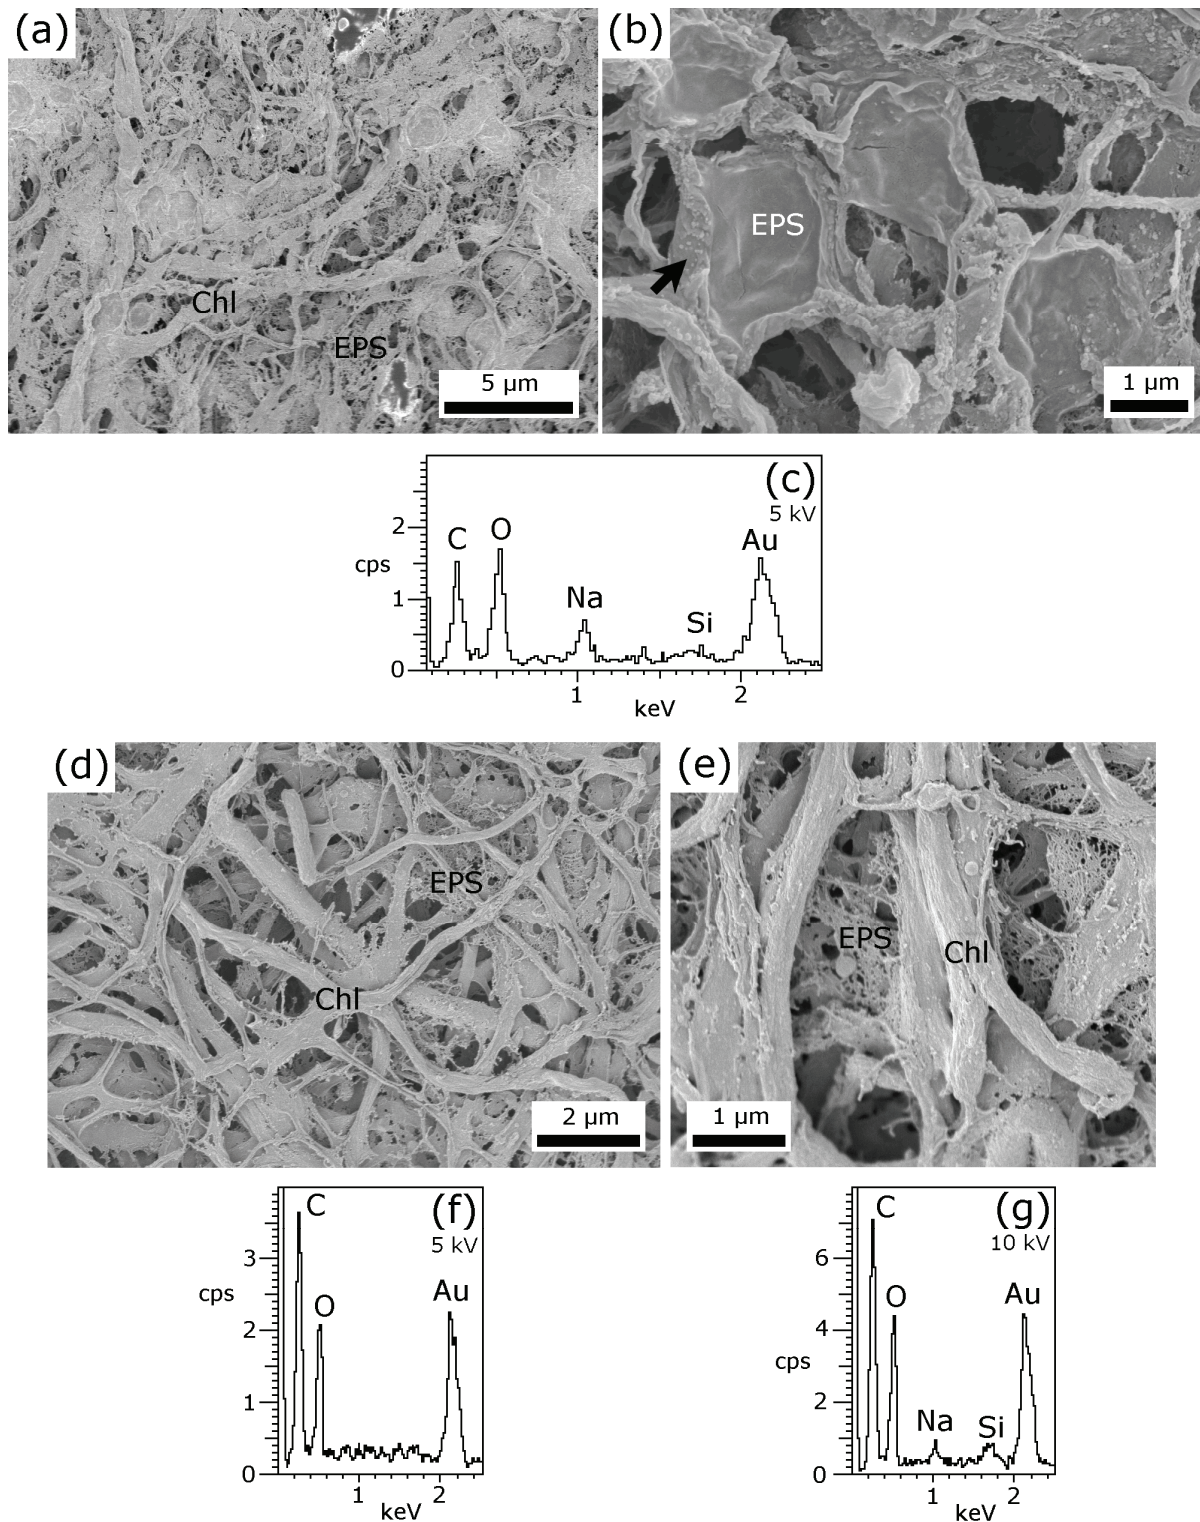 (a)
Chl
EPS
5 µm
(b)
EPS
1 µm
(c)
5 kV
C
O
Na
Si
Au
2
1
0
cps
1
2
keV
(d)
EPS
Chl
2 µm
(e)
EPS
Chl
1 µm
(f)
5 kV
C
O
Au
3
2
1
0
cps
1
2
keV
(g)
10 kV
C
O
Na
Si
Au
6
4
2
0
cps
1
2
keV